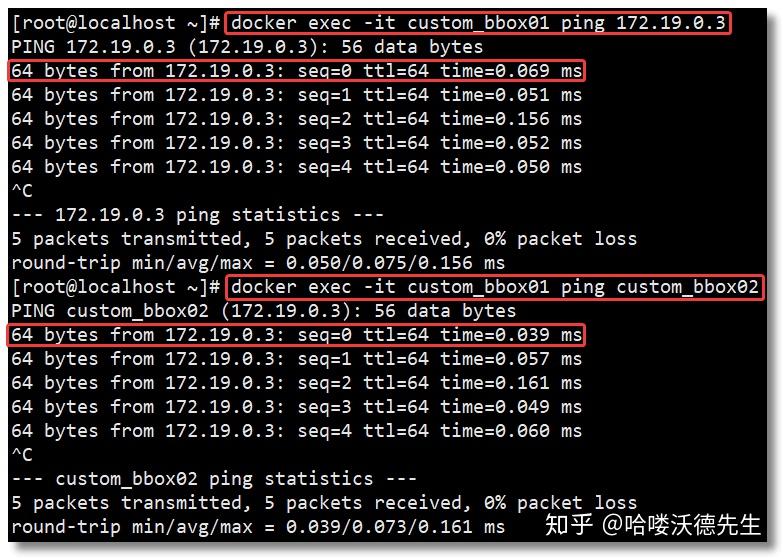 [root@localhost ~]# docker exec -it custom_bbox01 ping 172.19.0.3
PING 172.19.0.3 (172.19.0.3): 56 data bytes
64 bytes from 172.19.0.3: seq=0 ttl=64 time=0.069 ms
64 bytes from 172.19.0.3: seq=1 ttl=64 time=0.051 ms
64 bytes from 172.19.0.3: seq=2 ttl=64 time=0.156 ms
64 bytes from 172.19.0.3: seq=3 ttl=64 time=0.052 ms
64 bytes from 172.19.0.3: seq=4 ttl=64 time=0.050 ms
^C
--- 172.19.0.3 ping statistics ---
5 packets transmitted, 5 packets received, 0% packet loss
round-trip min/avg/max = 0.050/0.075/0.156 ms
[root@localhost ~]# docker exec -it custom_bbox01 ping custom_bbox02
PING custom_bbox02 (172.19.0.3): 56 data bytes
64 bytes from 172.19.0.3: seq=0 ttl=64 time=0.039 ms
64 bytes from 172.19.0.3: seq=1 ttl=64 time=0.057 ms
64 bytes from 172.19.0.3: seq=2 ttl=64 time=0.161 ms
64 bytes from 172.19.0.3: seq=3 ttl=64 time=0.049 ms
64 bytes from 172.19.0.3: seq=4 ttl=64 time=0.060 ms
^C
--- custom_bbox02 ping statistics ---
5 packets transmitted, 5 packets received, 0% packet loss
round-trip min/avg/max = 0.039/0.073/0.161 ms
知乎 @哈喽沃德先生